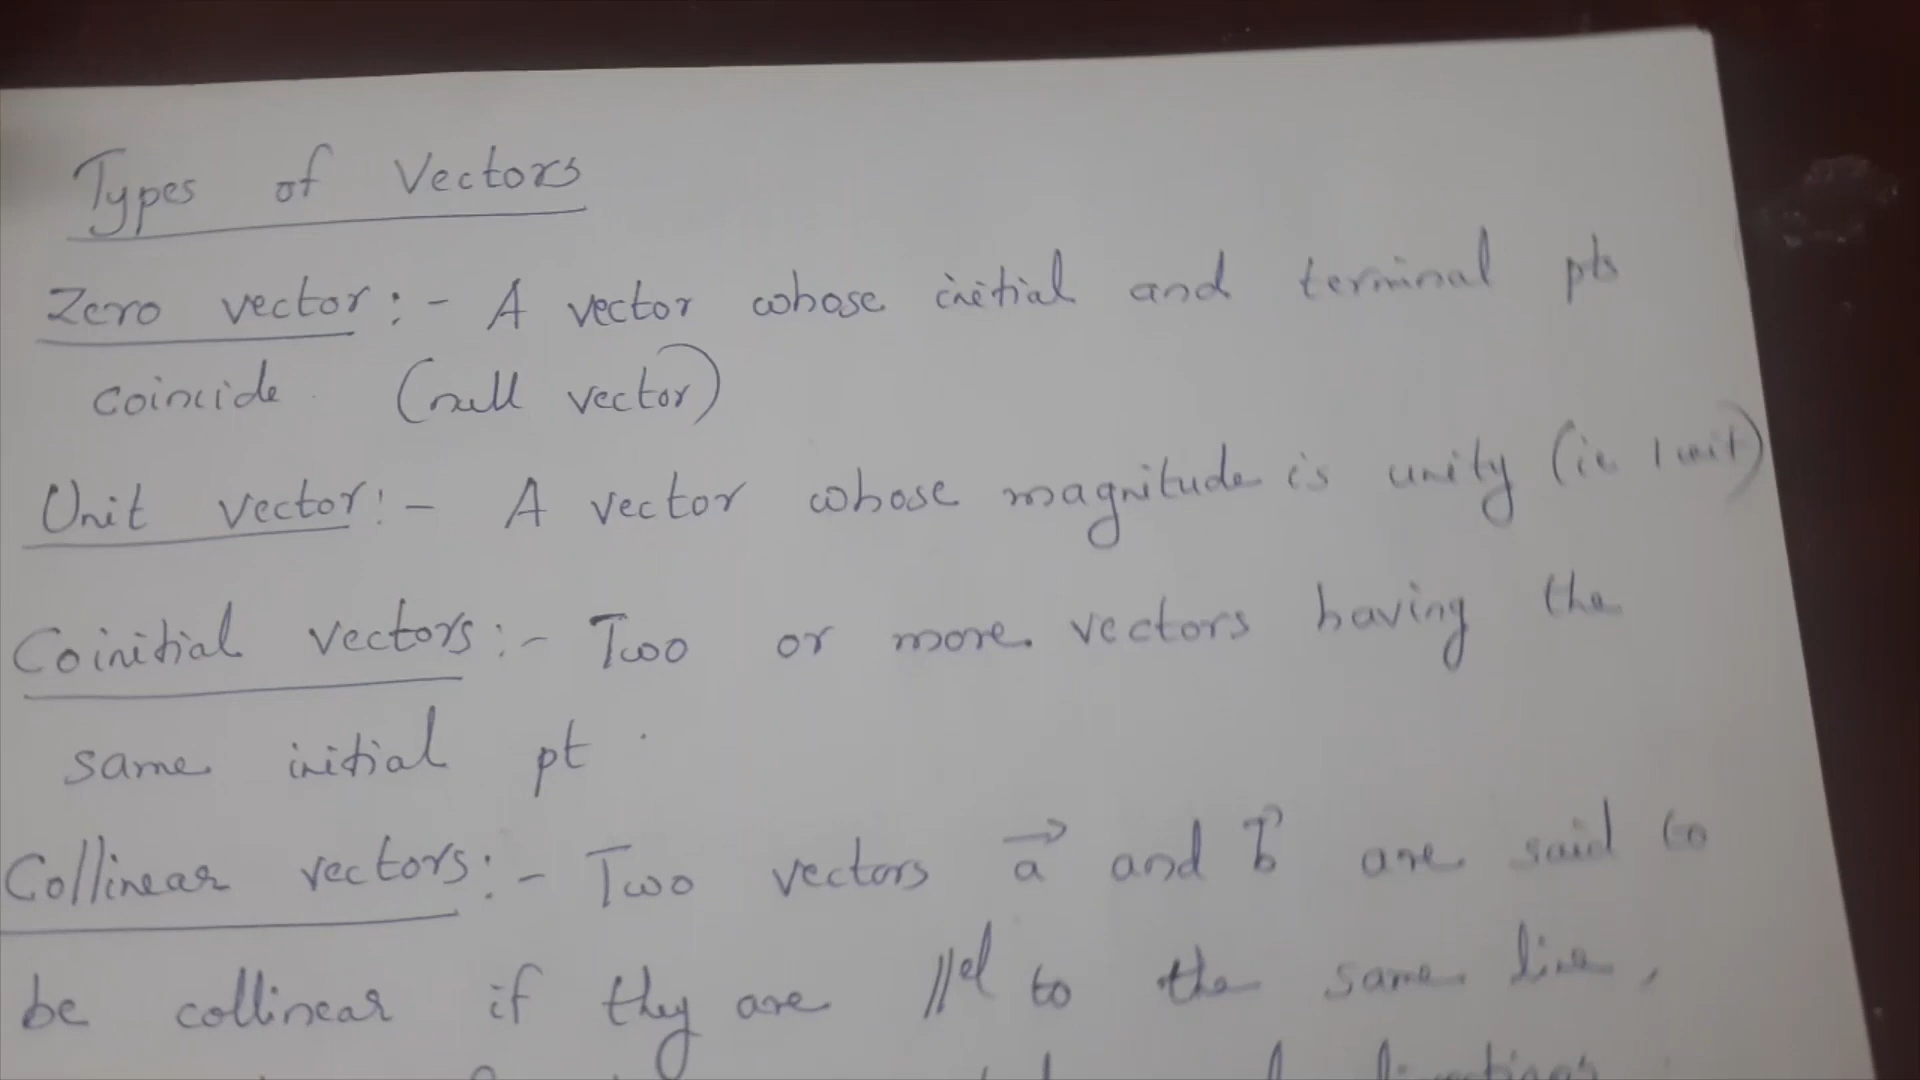 Types of Vectors
Zero vector :- A vector whose initial and terminal pts
coincide. (null vector)
Unit vector :- A vector whose magnitude is unity (ie 1 unit)
Coinitial vectors :- Two or more vectors having the
same initial pt.
Collinear vectors :- Two vectors a⃗ and b⃗ are said to
be collinear if they are ||el to the same line,
directions